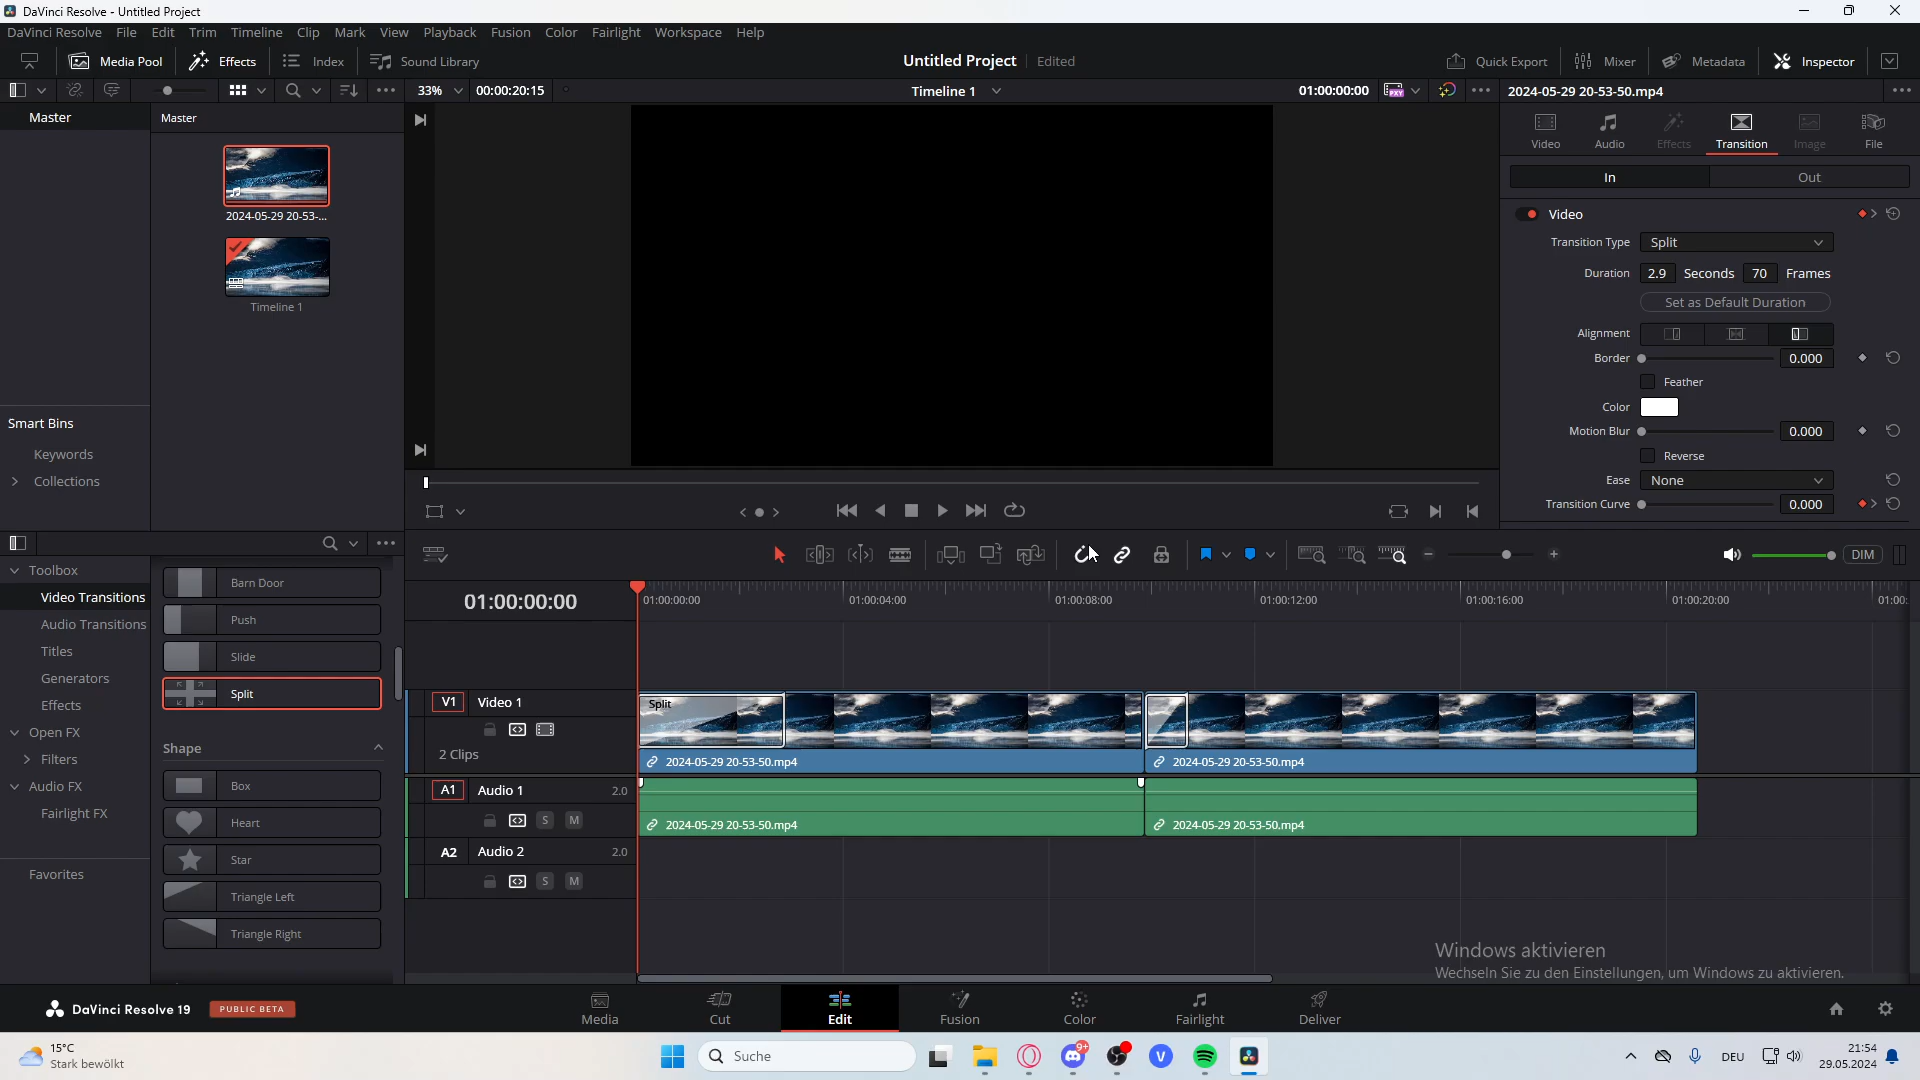 DaVinci Resolve - Untitled Project
DaVinci Resolve File Edit Trim Timeline Clip Mark View Playback Fusion Color Fairlight Workspace Help
Media Pool Effects Index Sound Library Untitled Project Edited Quick Export Mixer Metadata Inspector
33% 00:00:20:15 Timeline 1 01:00:00:00 2024-05-29 20-53-50.mp4
Master Master
Video Audio Effects Transition Image File
In Out
2024-05-29 20-53-...
Timeline 1
Video
Transition Type Split
Duration 2.9 Seconds 70 Frames
Set as Default Duration
Alignment
Border 0.000
Feather
Color
Motion Blur 0.000
Reverse
Ease None
Transition Curve 0.000
Smart Bins
Keywords
Collections
DIM
Toolbox
Video Transitions
Audio Transitions
Titles
Generators
Effects
Open FX
Filters
Audio FX
Fairlight FX
Favorites
Barn Door
Push
Slide
Split
Shape
Box
Heart
Star
Triangle Left
Triangle Right
01:00:00:00
01:00:00:00 01:00:04:00 01:00:08:00 01:00:12:00 01:00:16:00 01:00:20:00 01:00:
V1 Video 1
2 Clips
Split
2024-05-29 20-53-50.mp4 2024-05-29 20-53-50.mp4
A1 Audio 1 2.0
S M
2024-05-29 20-53-50.mp4 2024-05-29 20-53-50.mp4
A2 Audio 2 2.0
S M
Windows aktivieren
Wechseln Sie zu den Einstellungen, um Windows zu aktivieren.
DaVinci Resolve 19 PUBLIC BETA
Media Cut Edit Fusion Color Fairlight Deliver
15°C
Stark bewölkt
Suche
9+
V
DEU
21:54
29.05.2024